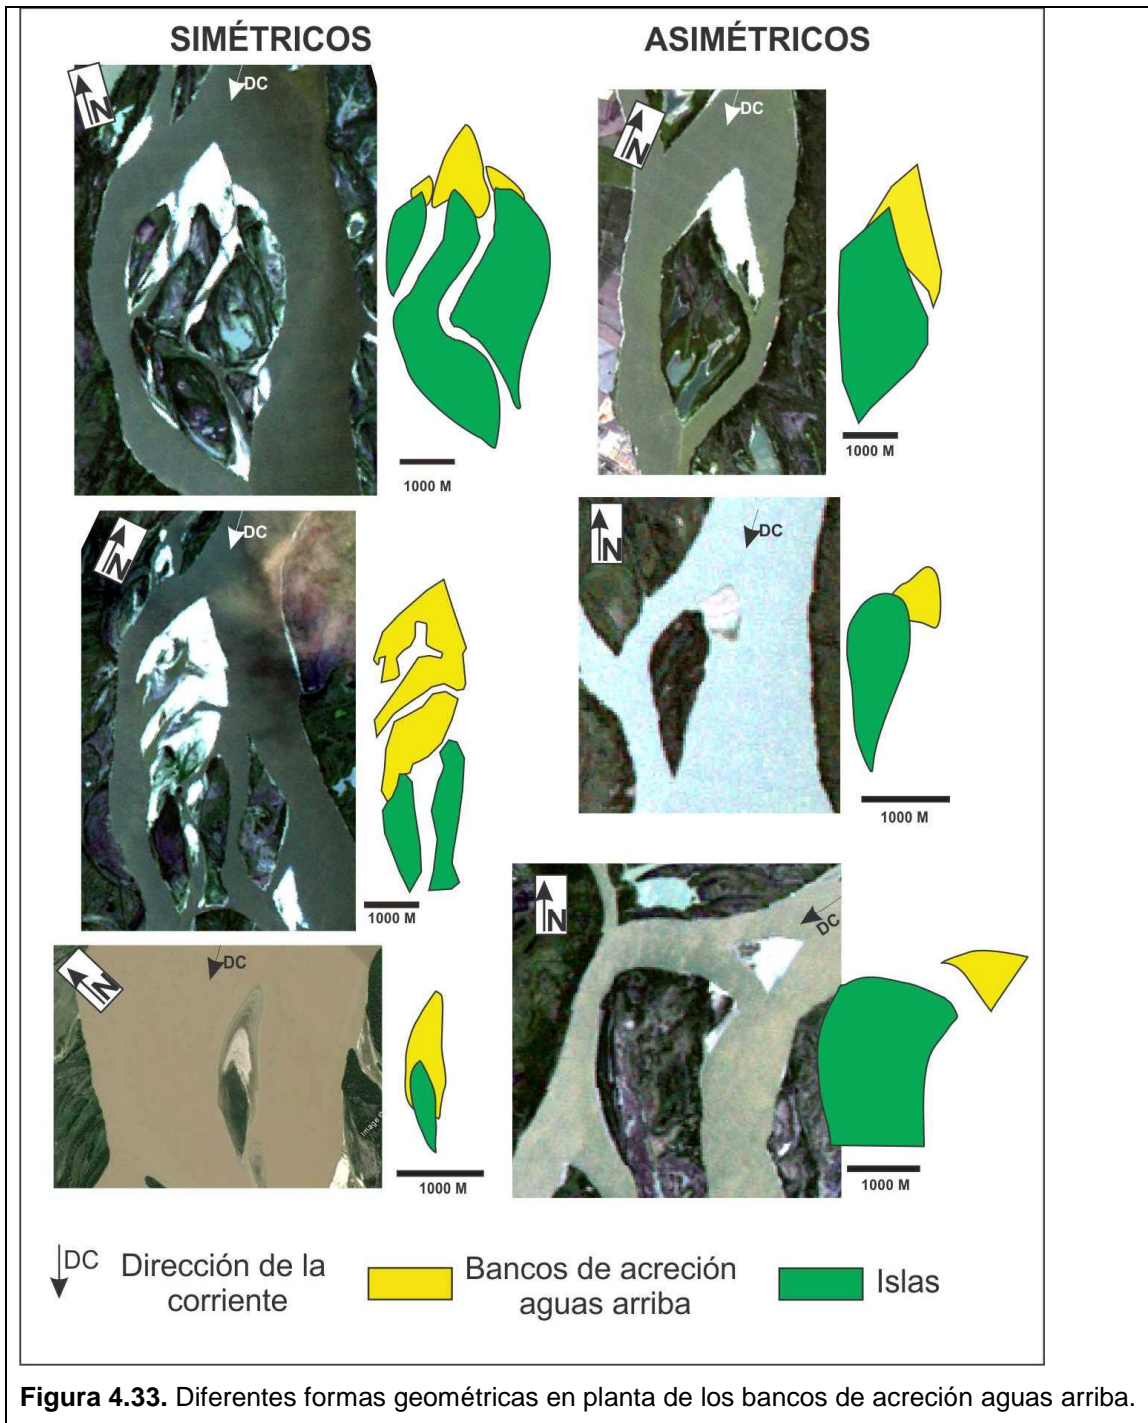 SIMÉTRICOS
ASIMÉTRICOS
N
DC
1000 M
N
DC
1000 M
N
DC
1000 M
N
DC
1000 M
N
DC
1000 M
N
DC
1000 M
DC
Dirección de la
corriente
Bancos de acreción
aguas arriba
Islas
Figura 4.33. Diferentes formas geométricas en planta de los bancos de acreción aguas arriba.